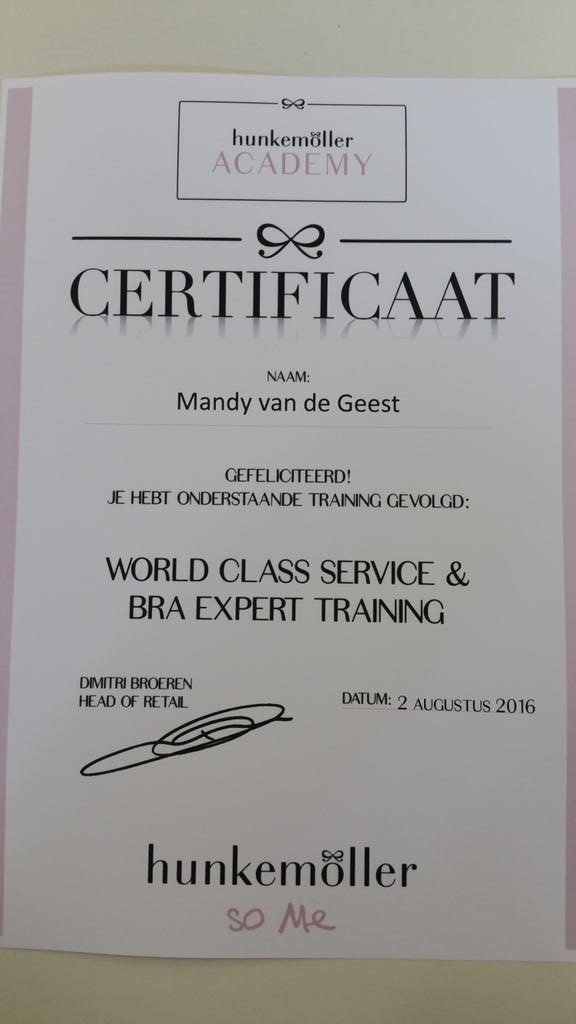 hunkemöller
ACADEMY
CERTIFICAAT
NAAM:
Mandy van de Geest
GEFELICITEERD!
JE HEBT ONDERSTAANDE TRAINING GEVOLGD:
WORLD CLASS SERVICE &
BRA EXPERT TRAINING
DIMITRI BROEREN
HEAD OF RETAIL
DATUM: 2 AUGUSTUS 2016
hunkemöller
so Me